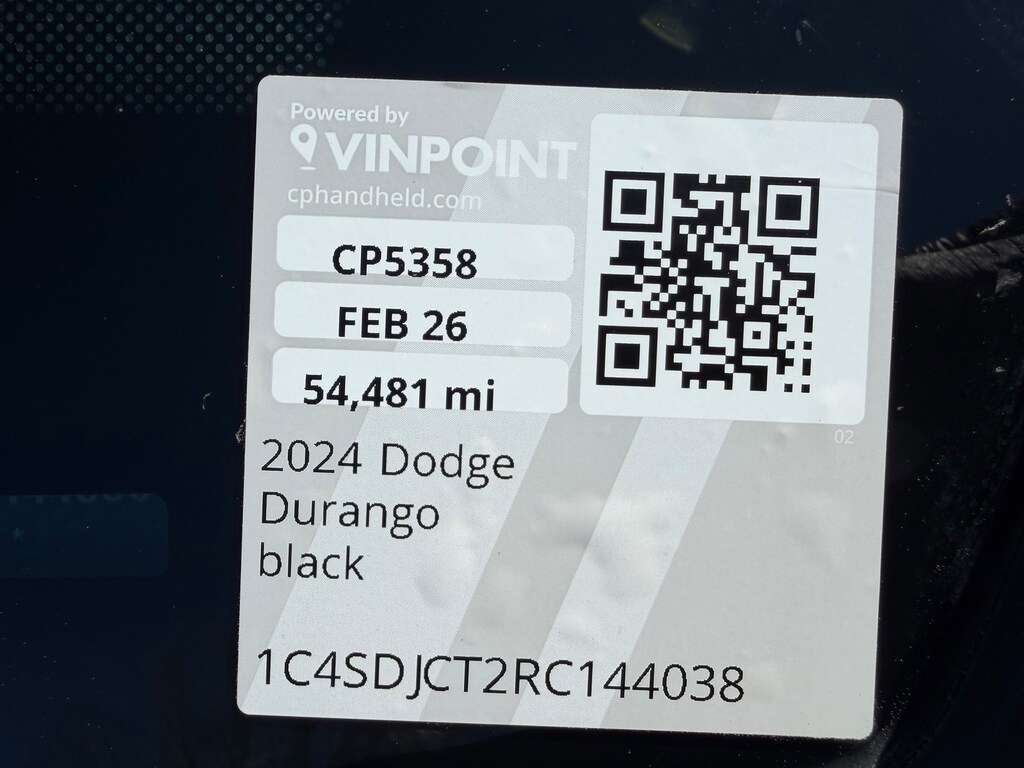 Powered by
VINPOINT
cphandheld.com
CP5358
FEB 26
54,481 mi
02
2024 Dodge
Durango
black
1C4SDJCT2RC144038